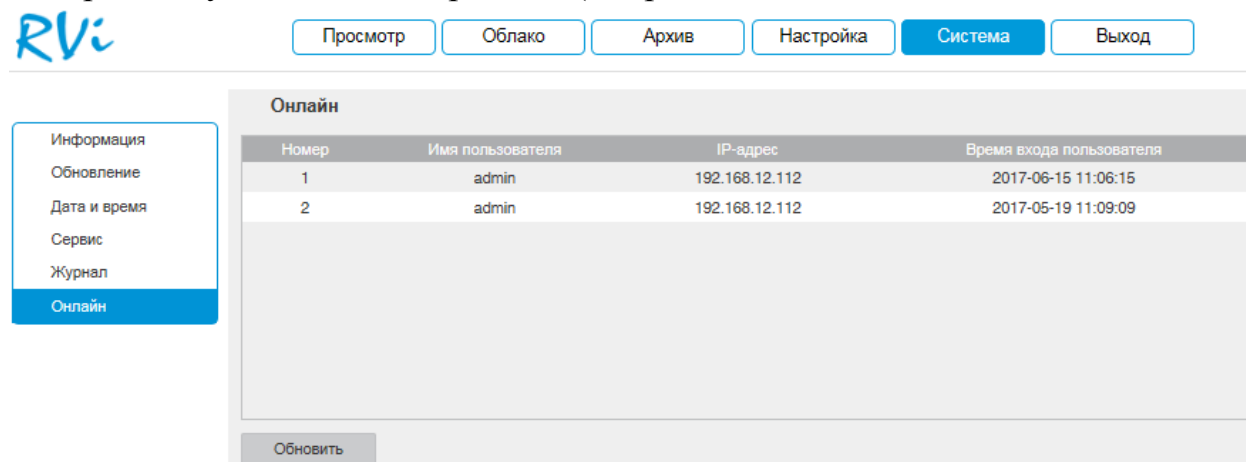 RVi
Просмотр Облако Архив Настройка Система Выход
Онлайн
Информация
Обновление
Дата и время
Сервис
Журнал
Онлайн
Номер Имя пользователя IP-адрес Время входа пользователя
1 admin 192.168.12.112 2017-06-15 11:06:15
2 admin 192.168.12.112 2017-05-19 11:09:09
Обновить